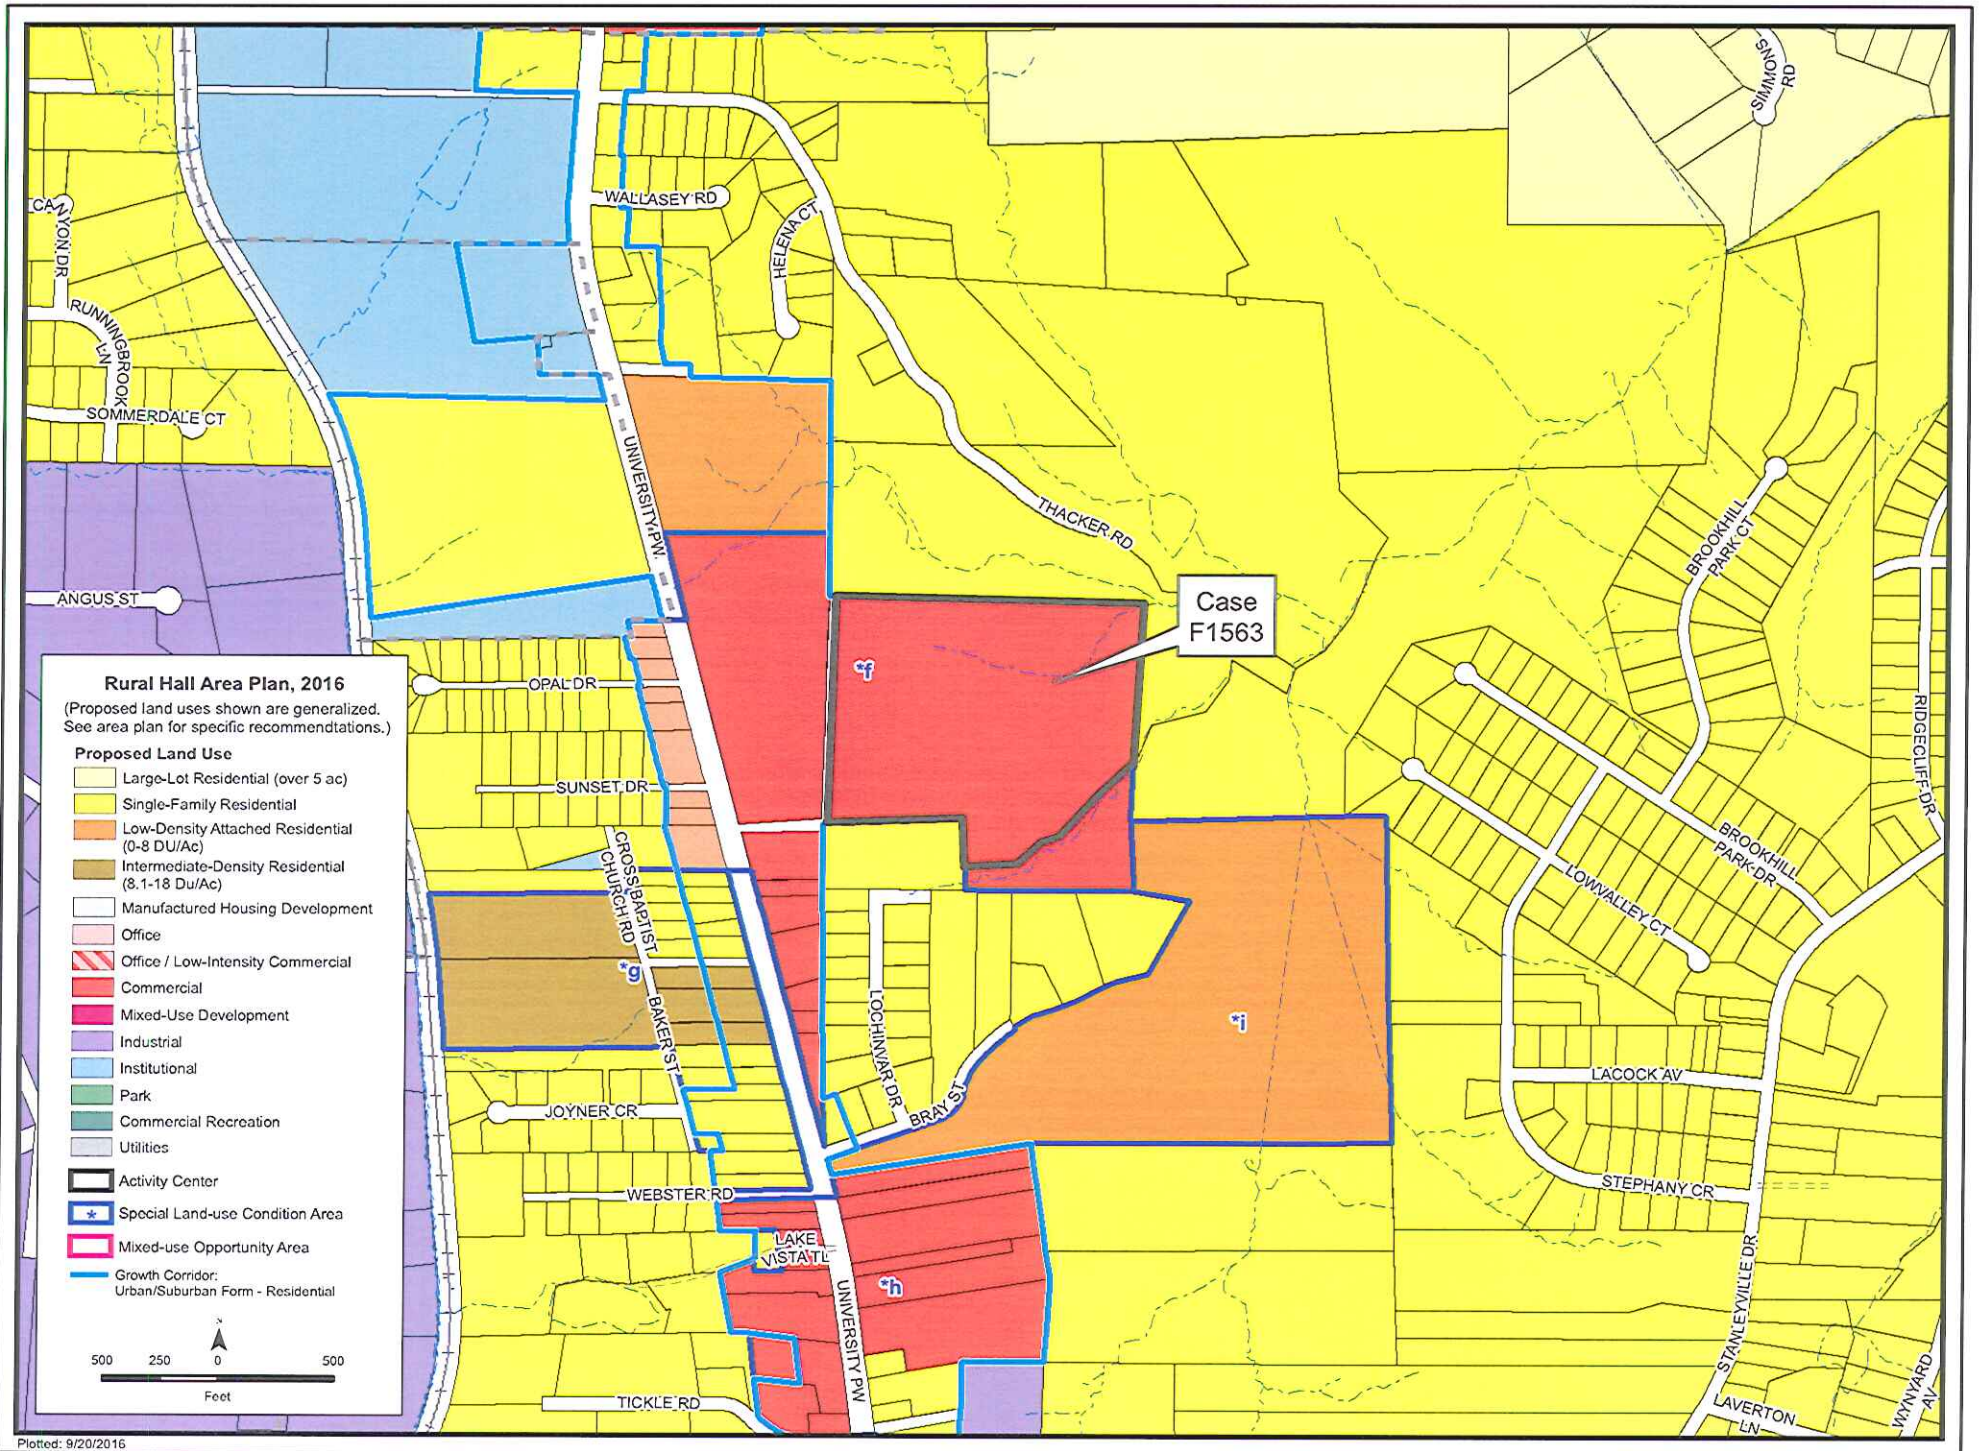 SIMMONS
RD
WALLASEY RD
HELENA CT
CANYON DR
RUNNINGBROOK
LN
SOMMERDALE CT
UNIVERSITY PW
THACKER RD
BROOKHILL
PARK CT
ANGUS ST
Case
F1563
*f
OPAL DR
RIDGECLIFF DR
SUNSET DR
CROSS BAPTIST
CHURCH RD
BROOKHILL
PARK DR
LOWVALLEY CT
*g
BAKER ST
LOCHINVAR DR
*i
LACOCK AV
JOYNER CR
BRAY ST
STEPHANY CR
WEBSTER RD
LAKE
VISTA TL
*h
UNIVERSITY PW
STANLEYVILLE DR
TICKLE RD
LAVERTON
LN
WYNYARD
AV
Rural Hall Area Plan, 2016
(Proposed land uses shown are generalized.
See area plan for specific recommendtations.)
Proposed Land Use
Large-Lot Residential (over 5 ac)
Single-Family Residential
Low-Density Attached Residential
(0-8 DU/Ac)
Intermediate-Density Residential
(8.1-18 Du/Ac)
Manufactured Housing Development
Office
Office / Low-Intensity Commercial
Commercial
Mixed-Use Development
Industrial
Institutional
Park
Commercial Recreation
Utilities
Activity Center
* Special Land-use Condition Area
Mixed-use Opportunity Area
Growth Corridor:
Urban/Suburban Form - Residential
N
500 250 0 500
Feet
Plotted: 9/20/2016